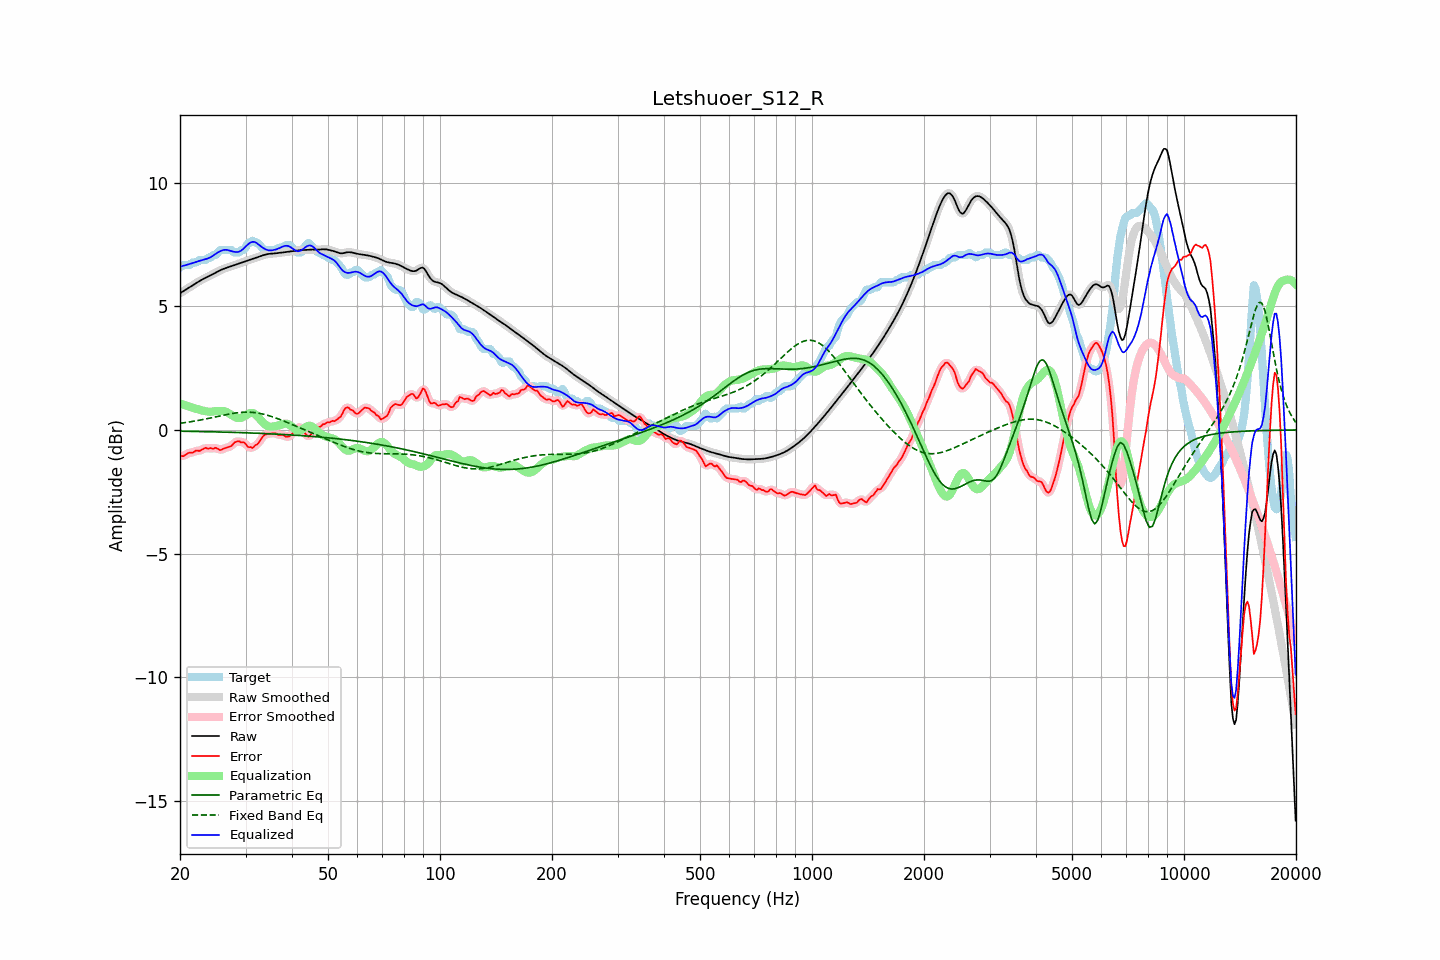 Letshuoer_S12_R
Amplitude (dBr)
10
5
0
−5
−10
−15
Target
Raw Smoothed
Error Smoothed
Raw
Error
Equalization
Parametric Eq
Fixed Band Eq
Equalized
20 50 100 200 500 1000 2000 5000 10000 20000
Frequency (Hz)